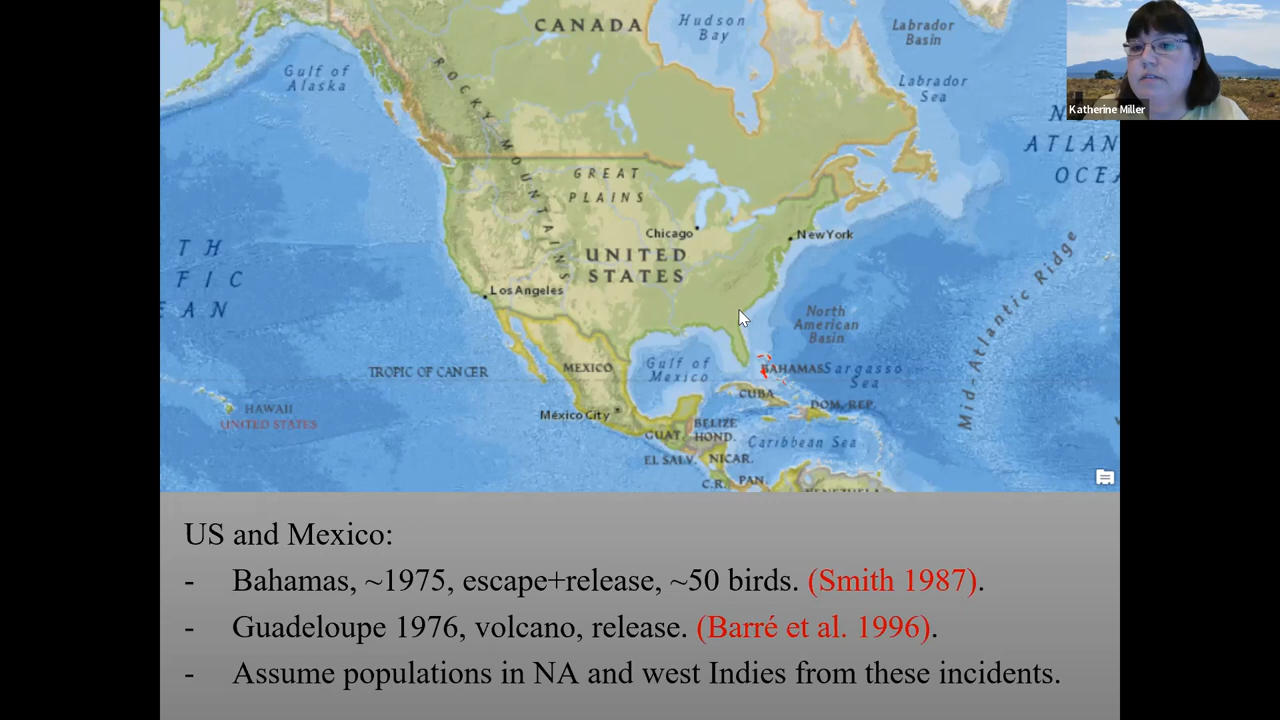 CANADA
Hudson
Bay
Labrador
Basin
Gulf of
Alaska
Labrador
Sea
Katherine Miller
ROCKY MOUNTAINS
N
ATLAN
OCEA
GREAT
PLAINS
Chicago
New York
UNITED
STATES
TH
FIC
EAN
Los Angeles
North
American
Basin
Mid-Atlantic Ridge
TROPIC OF CANCER
MEXICO
Gulf of
Mexico
BAHAMAS
Sargasso
Sea
CUBA
HAWAII
UNITED STATES
México City
DOM. REP.
BELIZE
GUAT.
HOND.
Caribbean Sea
EL SALV.
NICAR.
C.R.
PAN.
VENEZUELA
US and Mexico:
- Bahamas, ~1975, escape+release, ~50 birds. (Smith 1987).
- Guadeloupe 1976, volcano, release. (Barré et al. 1996).
- Assume populations in NA and west Indies from these incidents.